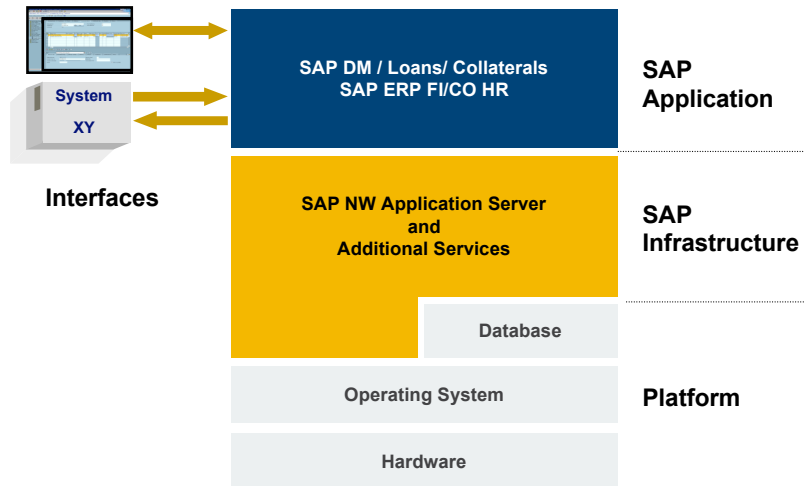 System
XY
Interfaces
SAP DM / Loans/ Collaterals
SAP ERP FI/CO HR
SAP
Application
SAP NW Application Server
and
Additional Services
SAP
Infrastructure
Database
Operating System
Platform
Hardware